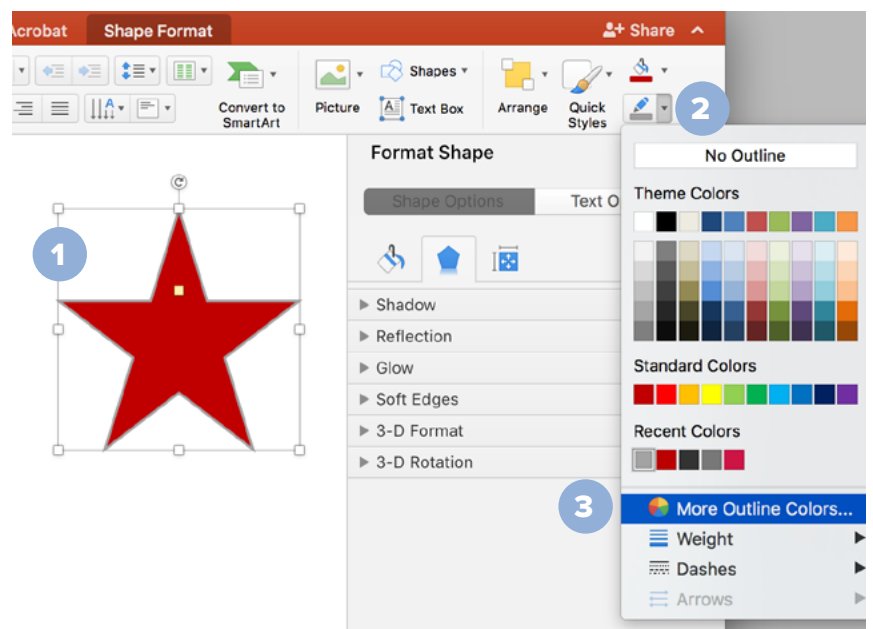 Acrobat
Shape Format
Share
Convert to
SmartArt
Picture
Shapes
A
Text Box
Arrange
Quick
Styles
2
Format Shape
Shape Options
Text O
1
Shadow
Reflection
Glow
Soft Edges
3-D Format
3-D Rotation
No Outline
Theme Colors
Standard Colors
Recent Colors
3
More Outline Colors...
Weight
Dashes
Arrows